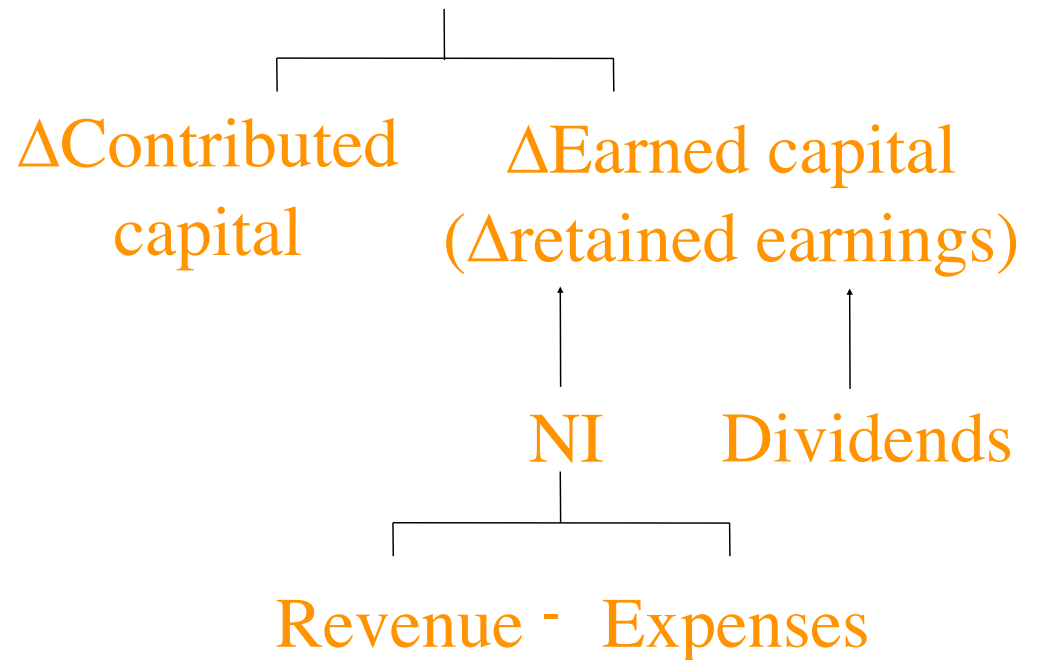 ΔContributed
capital
ΔEarned capital
(Δretained earnings)
NI
Dividends
Revenue - Expenses